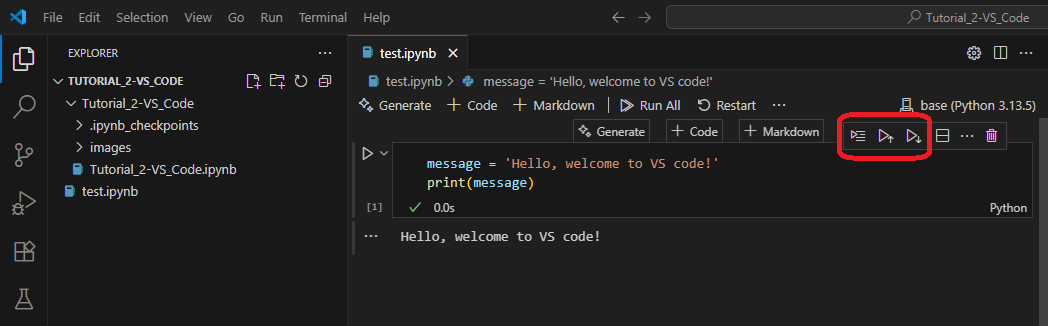 File Edit Selection View Go Run Terminal Help
Tutorial_2-VS_Code
EXPLORER
TUTORIAL_2-VS_CODE
Tutorial_2-VS_Code
.ipynb_checkpoints
images
Tutorial_2-VS_Code.ipynb
test.ipynb
test.ipynb
test.ipynb > message = 'Hello, welcome to VS code!'
Generate + Code + Markdown | Run All Restart ... base (Python 3.13.5)
Generate + Code + Markdown
message = 'Hello, welcome to VS code!'
print(message)
[1] 0.0s Python
Hello, welcome to VS code!